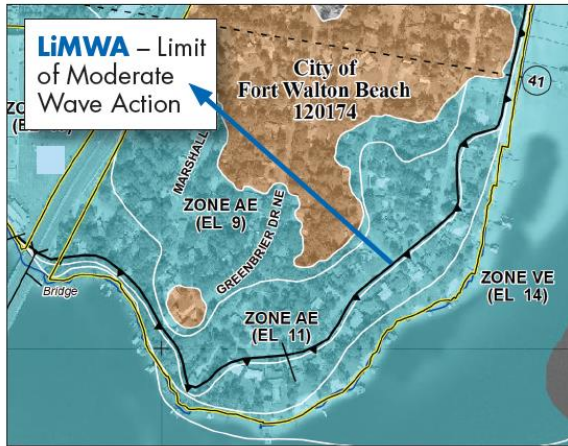 LiMWA – Limit
of Moderate
Wave Action
City of
Fort Walton Beach
120174
41
MARSHALL
ZONE AE
(EL 9)
GREENBRIER DR NE
ZONE VE
(EL 14)
Bridge
ZONE AE
(EL 11)